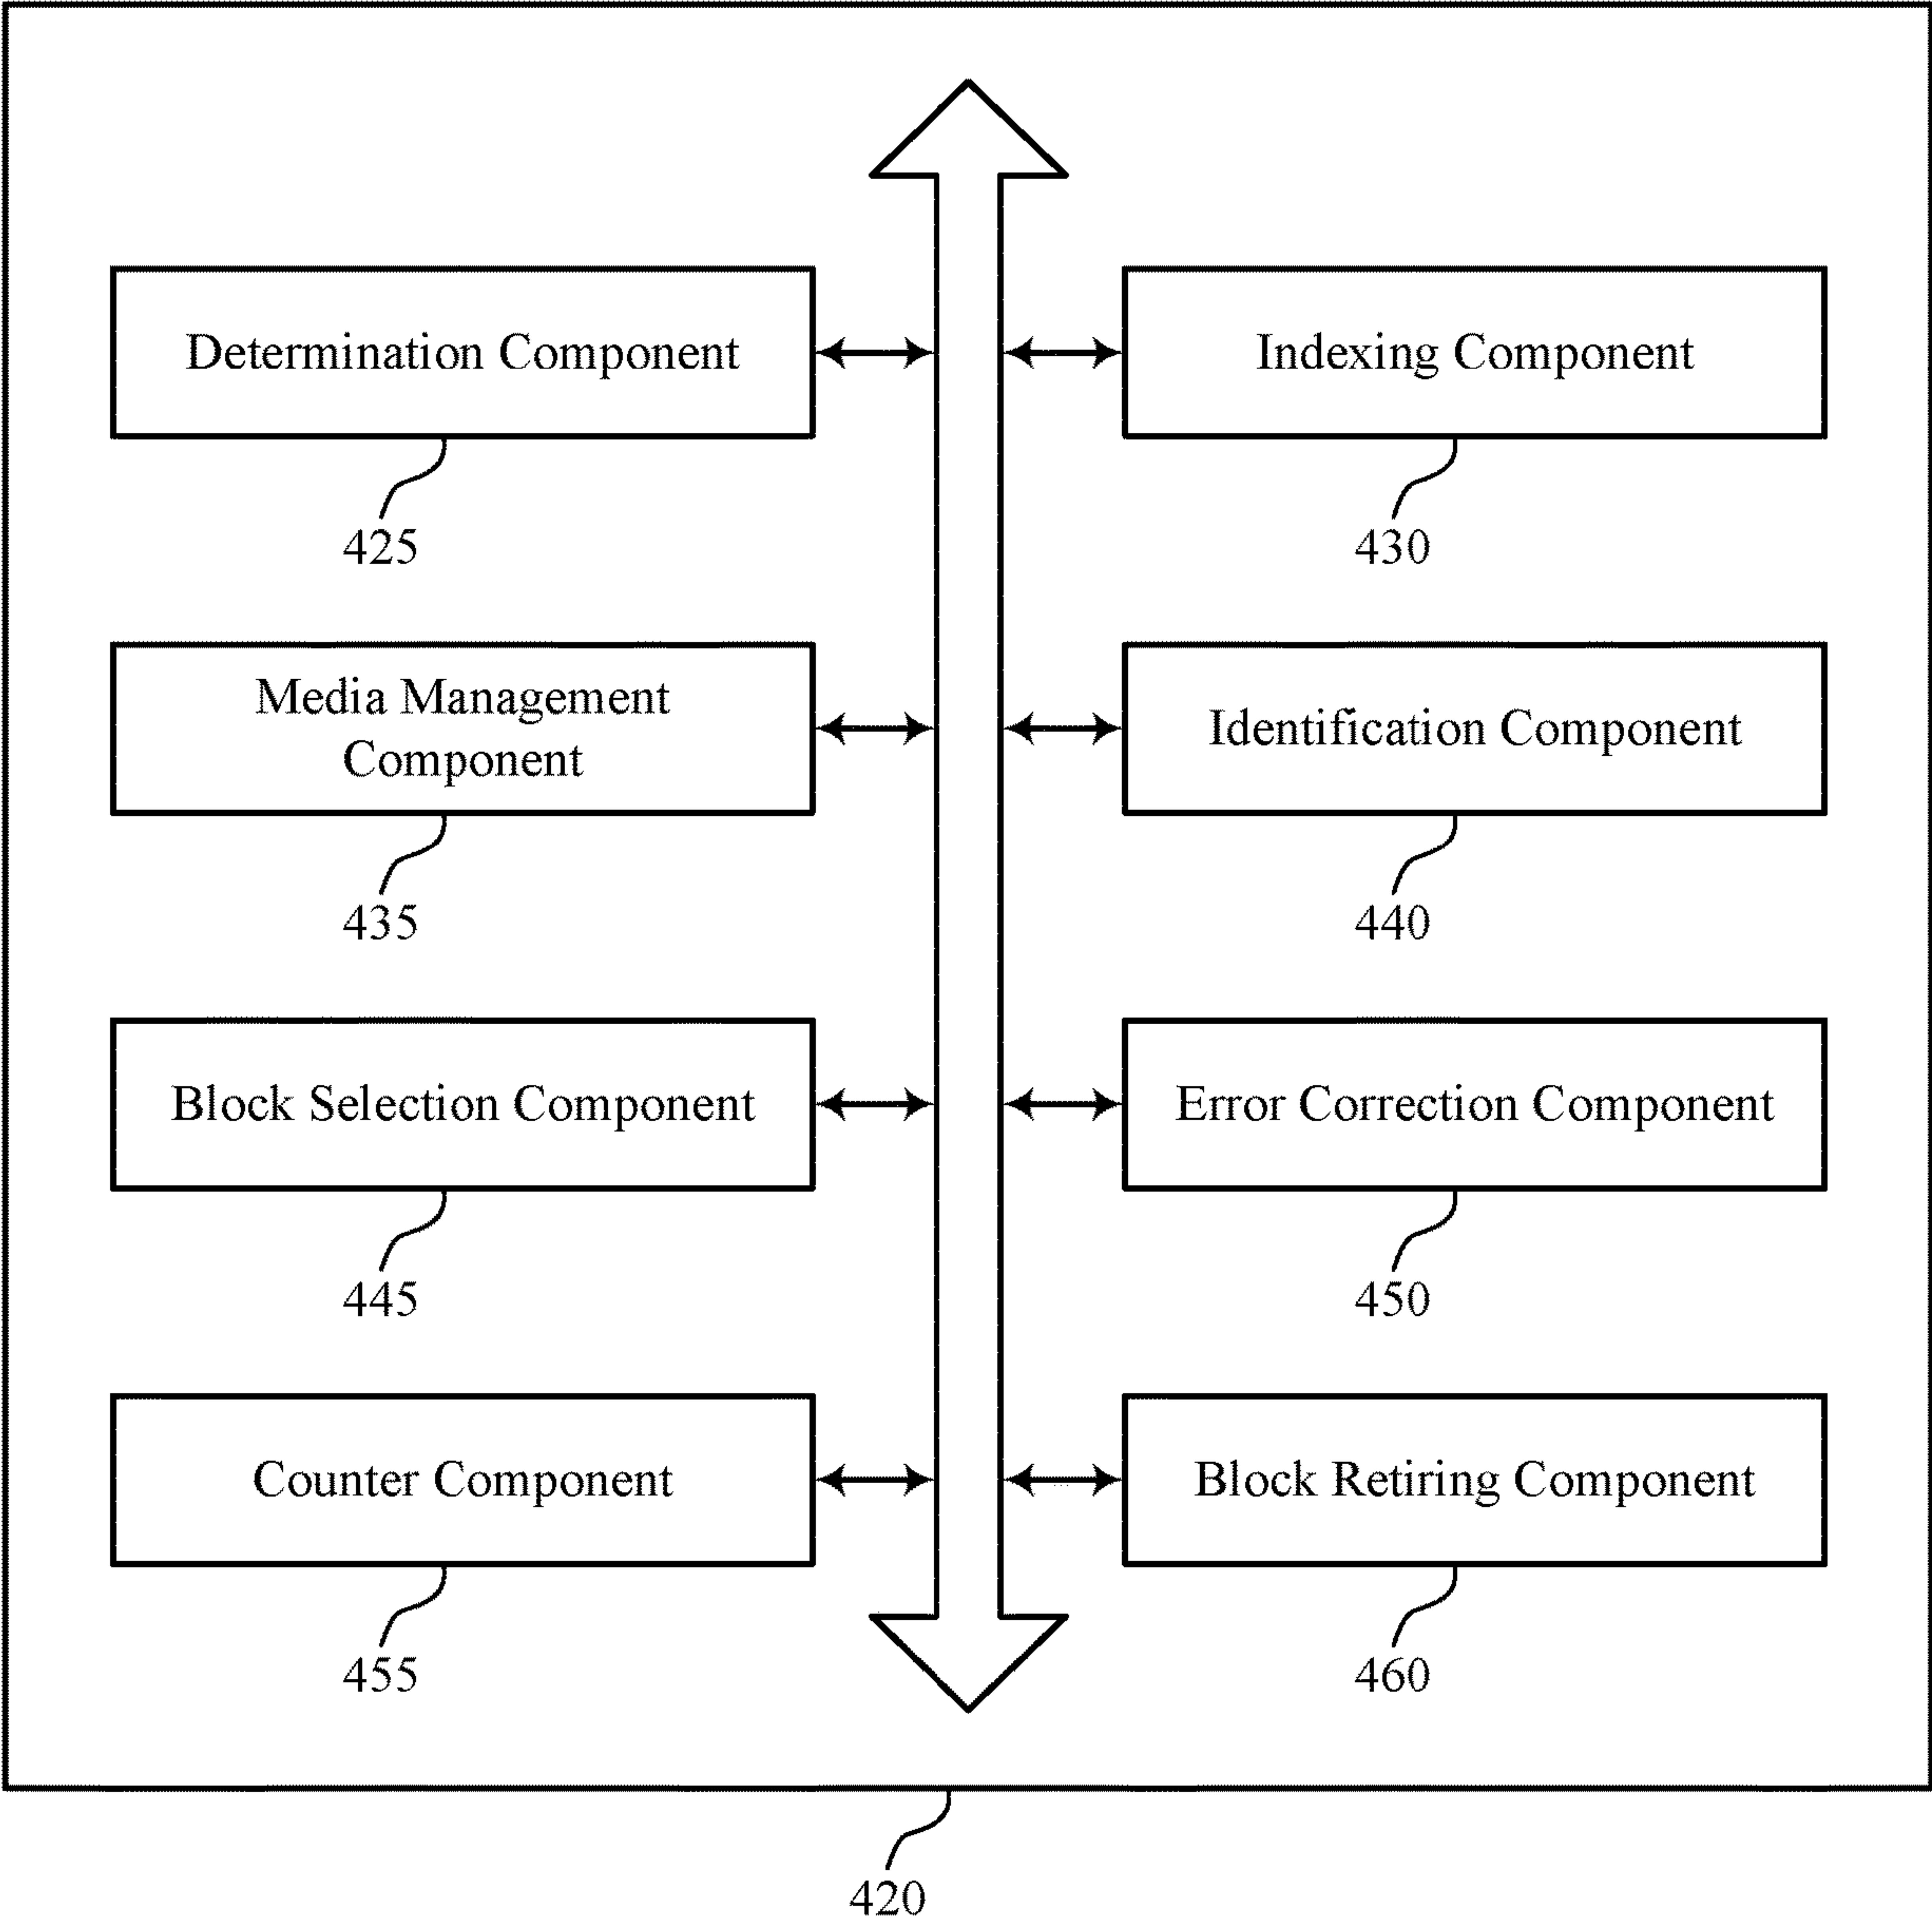 Determination Component
425
Indexing Component
430
Media Management
Component
435
Identification Component
440
Block Selection Component
445
Error Correction Component
450
Counter Component
455
Block Retiring Component
460
420